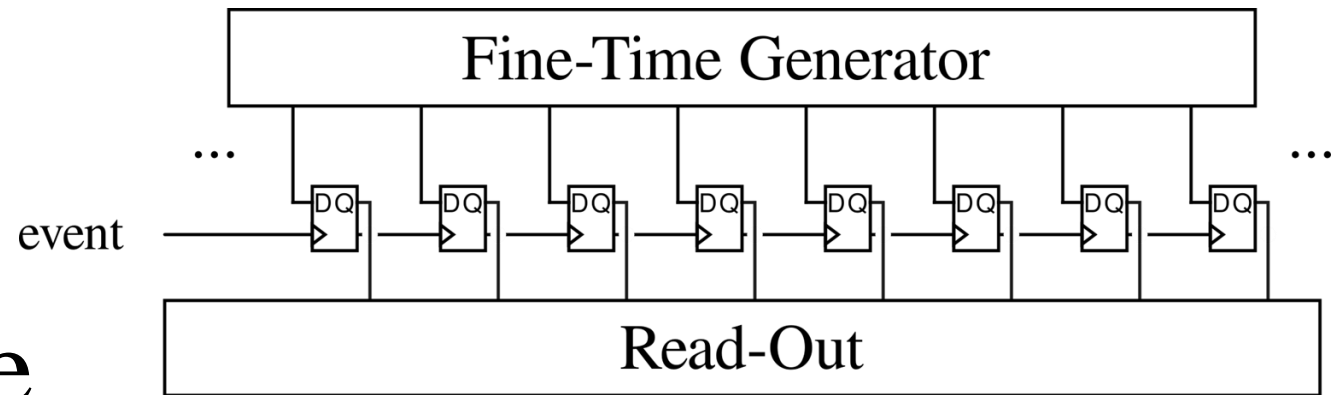 Fine-Time Generator
... ...
DQ DQ DQ DQ DQ DQ DQ DQ
event
Read-Out
e